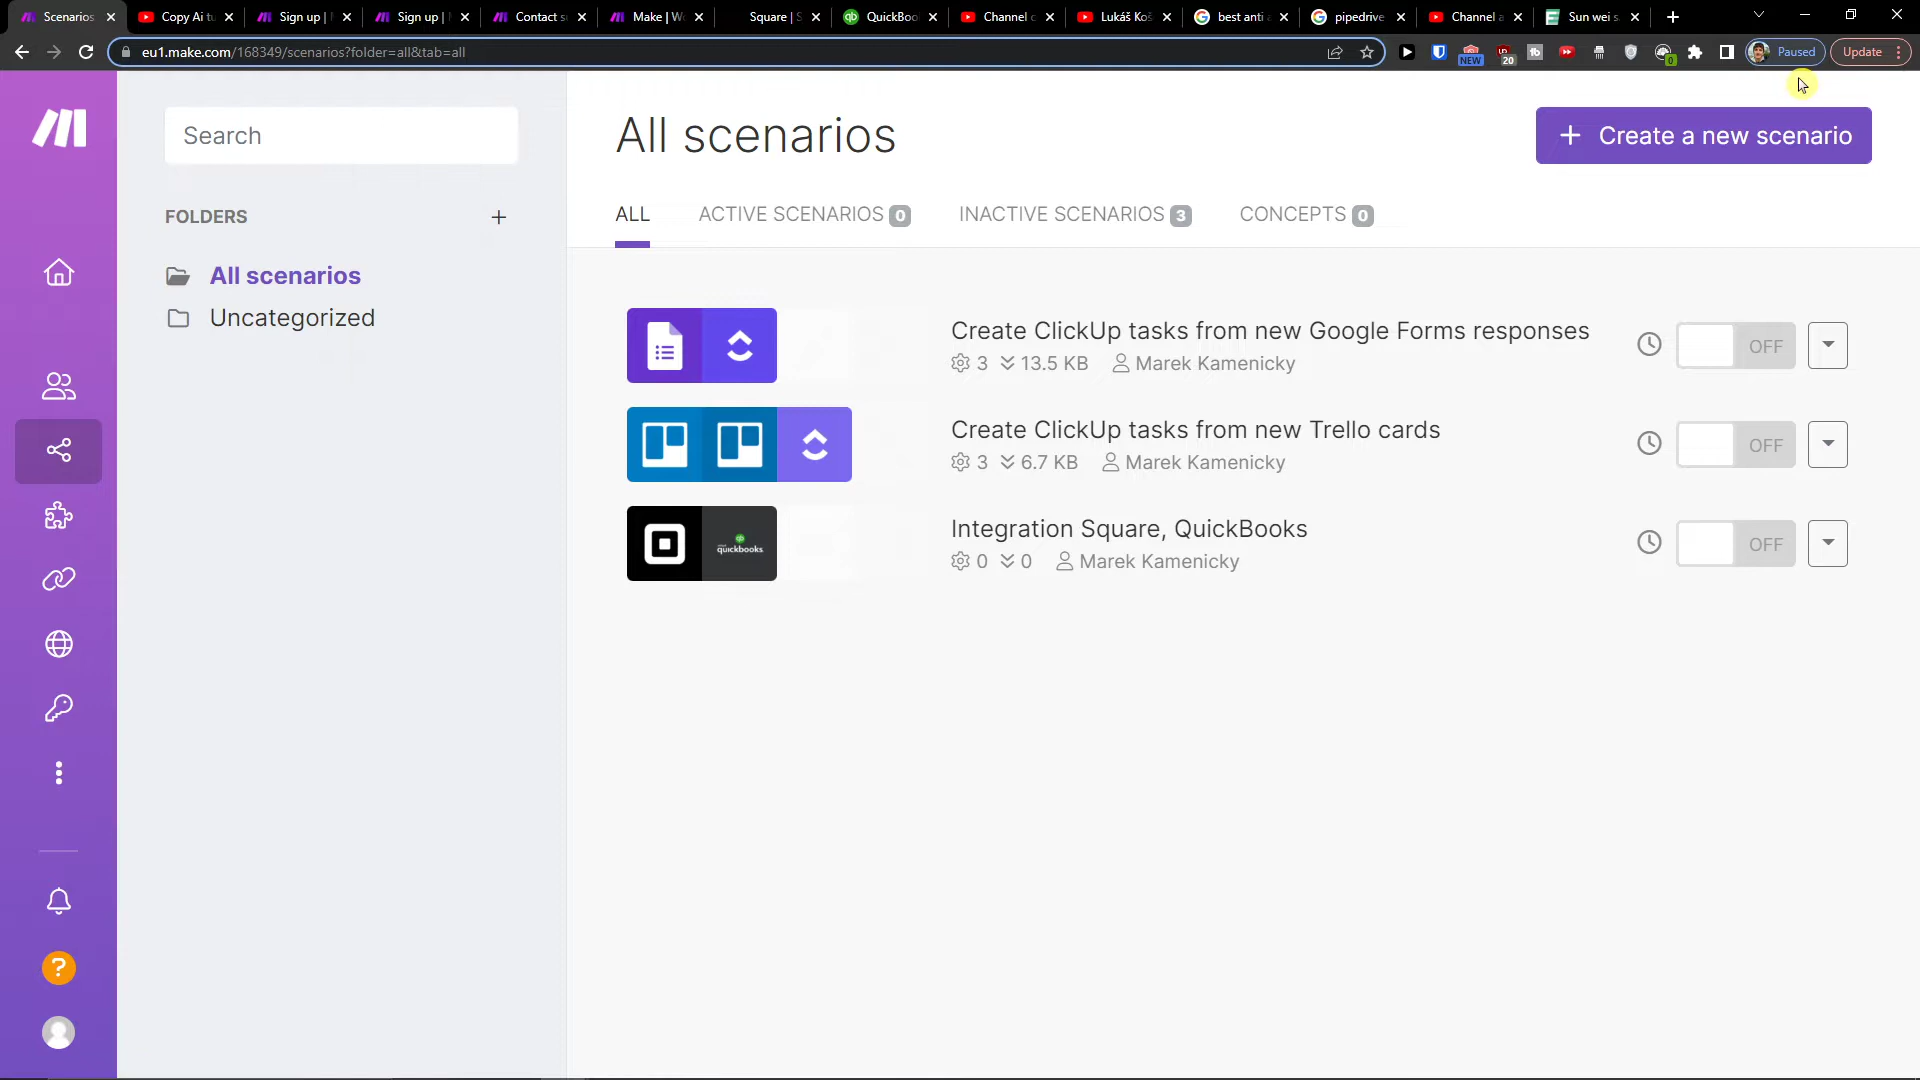 Scenarios
Copy Ai tu
Sign up |
Sign up |
Contact s
Make | W
Square | S
QuickBoo
Channel c
Lukáš Koš
best anti
pipedrive
Channel a
Sun wei s
eu1.make.com/168349/scenarios?folder=all&tab=all
NEW
20
0
Paused
Update
Search
FOLDERS
All scenarios
Uncategorized
All scenarios
Create a new scenario
ALL
ACTIVE SCENARIOS 0
INACTIVE SCENARIOS 3
CONCEPTS 0
Create ClickUp tasks from new Google Forms responses
3 13.5 KB Marek Kamenicky
OFF
Create ClickUp tasks from new Trello cards
3 6.7 KB Marek Kamenicky
OFF
quickbooks
Integration Square, QuickBooks
0 0 Marek Kamenicky
OFF